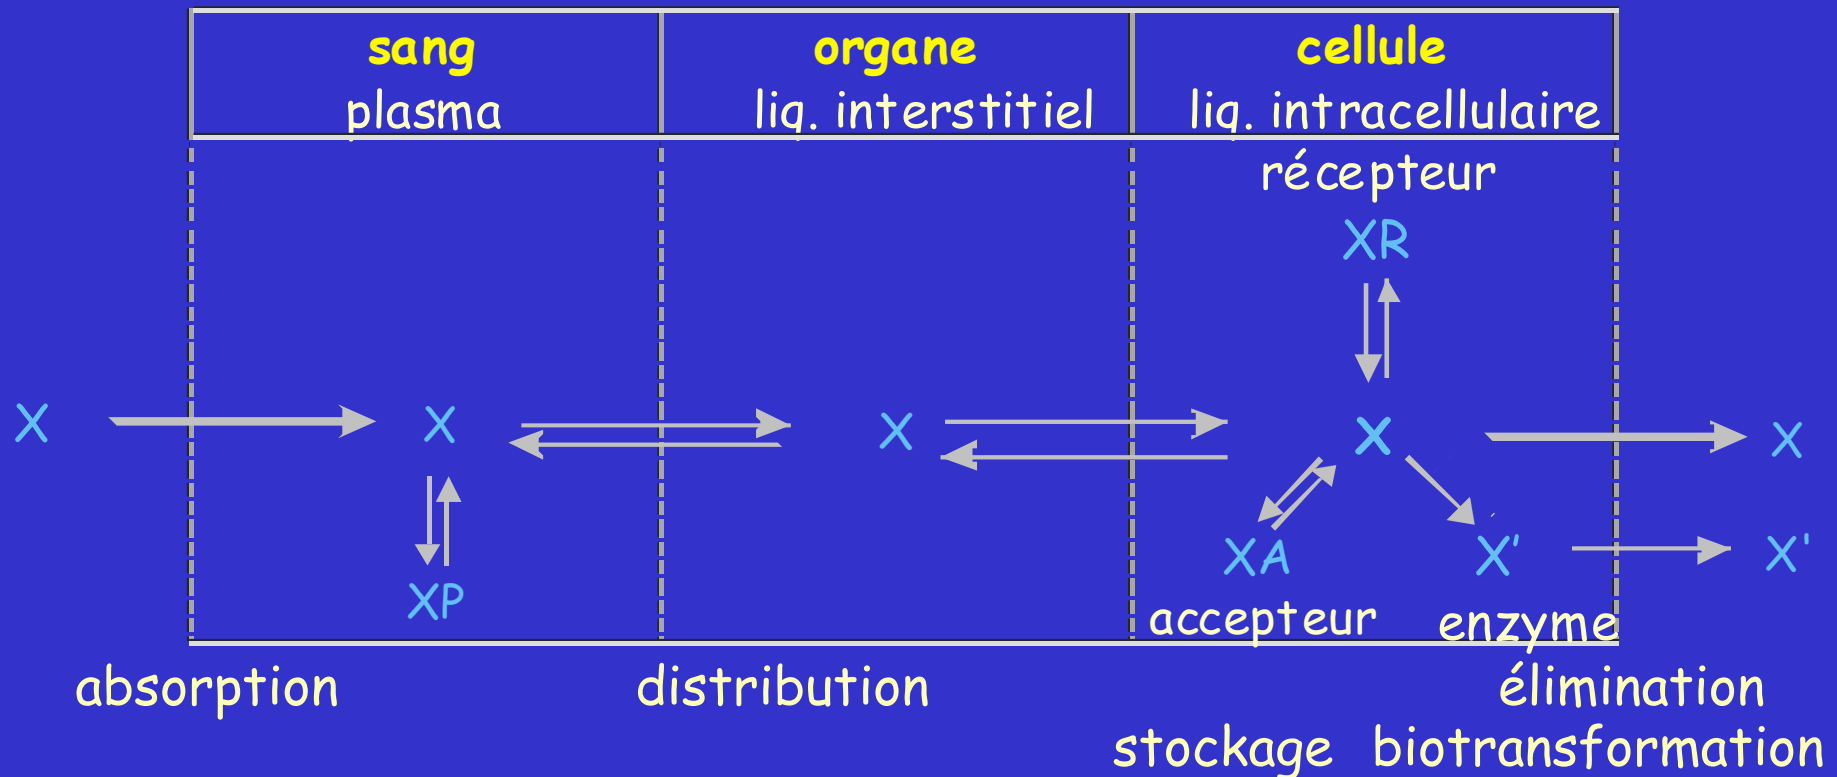 sang organe cellule
plasma liq. interstitiel liq. intracellulaire
récepteur
XR
X X X X X
XP XA X' X'
accepteur enzyme
absorption distribution élimination
stockage biotransformation